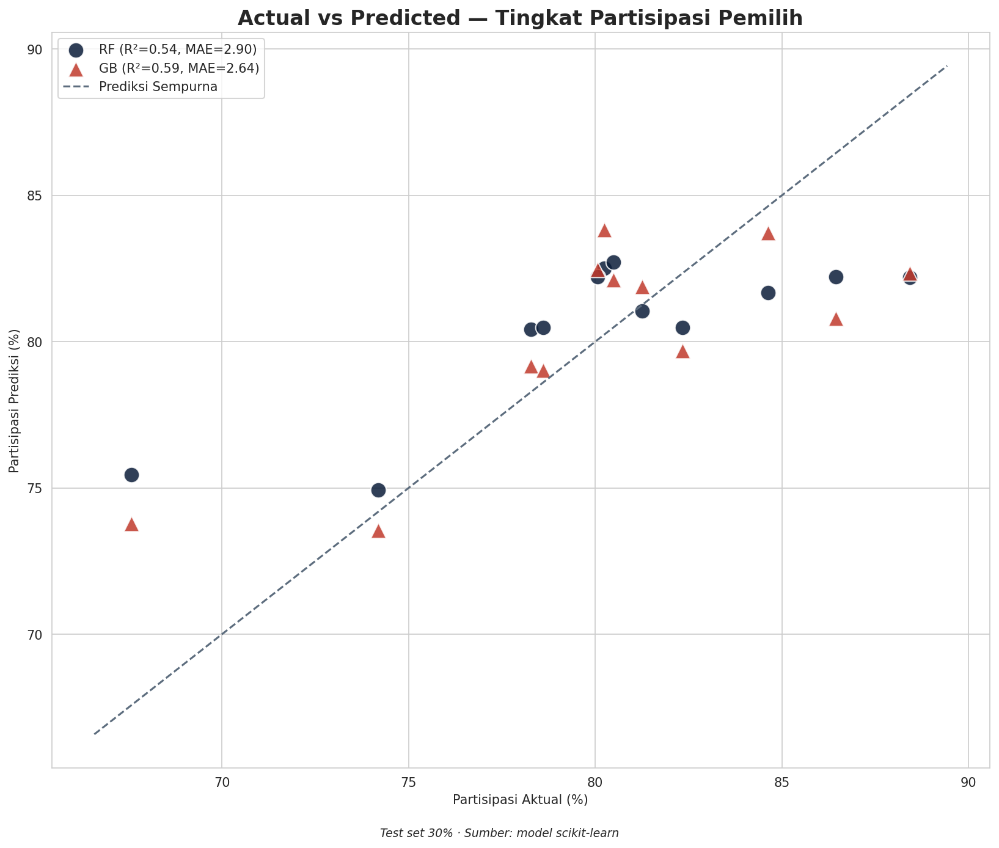 Actual vs Predicted — Tingkat Partisipasi Pemilih
RF (R²=0.54, MAE=2.90)
GB (R²=0.59, MAE=2.64)
Prediksi Sempurna
Partisipasi Prediksi (%)
90
85
80
75
70
70
75
80
85
90
Partisipasi Aktual (%)
Test set 30% · Sumber: model scikit-learn